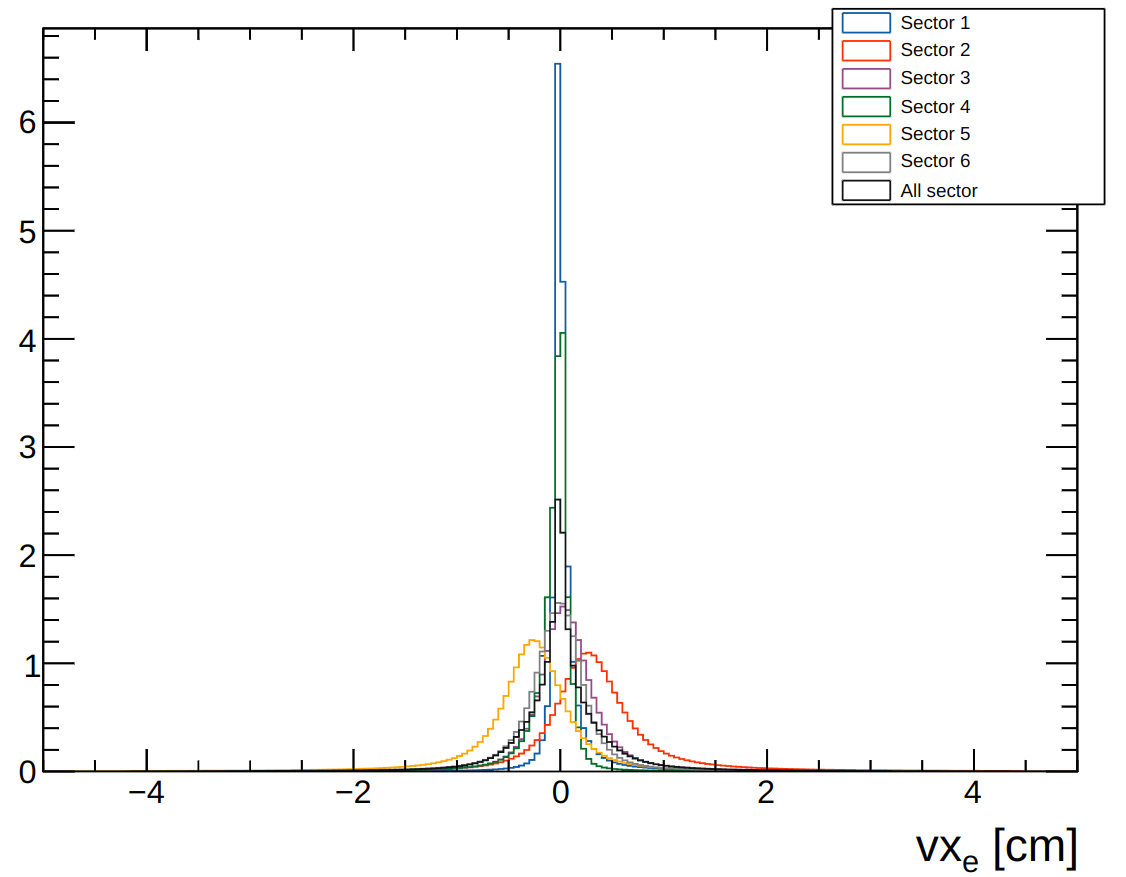 Sector 1
Sector 2
Sector 3
Sector 4
Sector 5
Sector 6
All sector
6
5
4
3
2
1
0
−4 −2 0 2 4
vxₑ [cm]